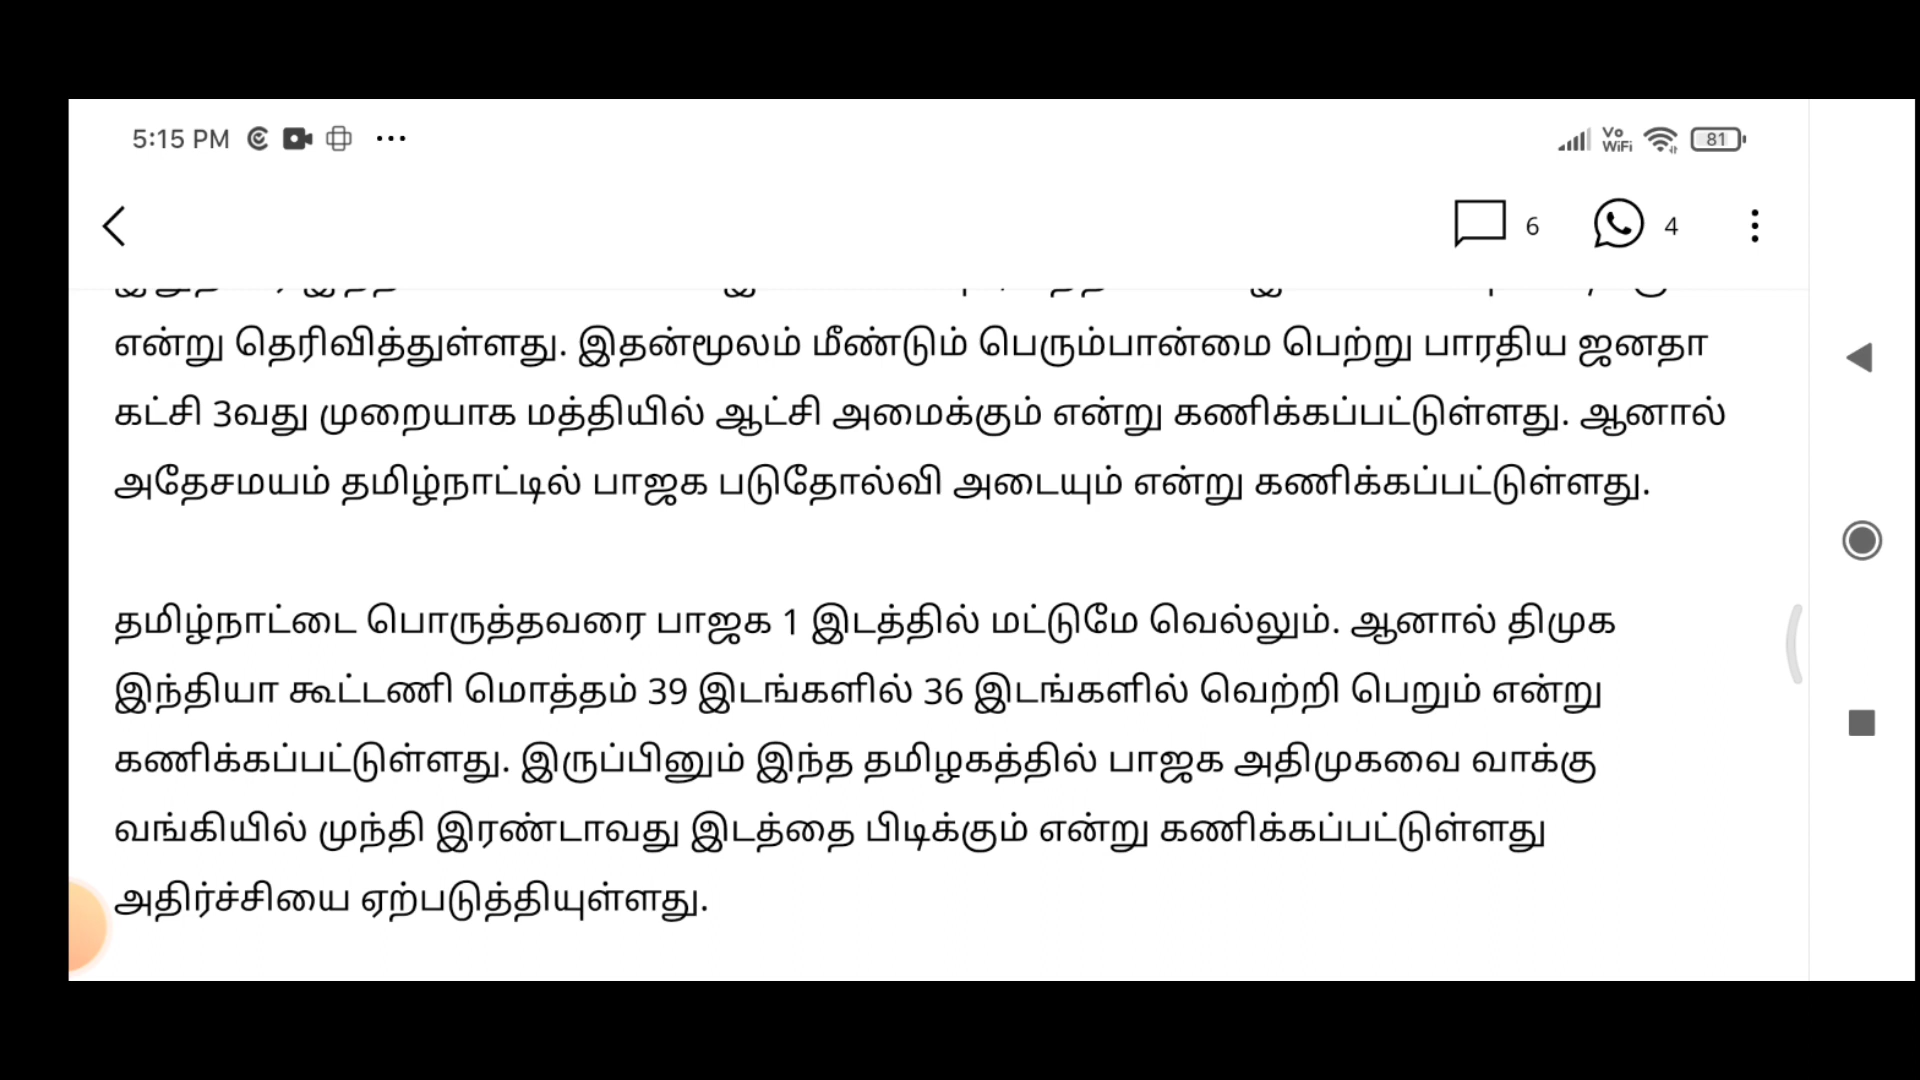 5:15 PM
Vo WiFi
81
6
4
என்று தெரிவித்துள்ளது. இதன்மூலம் மீண்டும் பெரும்பான்மை பெற்று பாரதிய ஜனதா
கட்சி 3வது முறையாக மத்தியில் ஆட்சி அமைக்கும் என்று கணிக்கப்பட்டுள்ளது. ஆனால்
அதேசமயம் தமிழ்நாட்டில் பாஜக படுதோல்வி அடையும் என்று கணிக்கப்பட்டுள்ளது.
தமிழ்நாட்டை பொருத்தவரை பாஜக 1 இடத்தில் மட்டுமே வெல்லும். ஆனால் திமுக
இந்தியா கூட்டணி மொத்தம் 39 இடங்களில் 36 இடங்களில் வெற்றி பெறும் என்று
கணிக்கப்பட்டுள்ளது. இருப்பினும் இந்த தமிழகத்தில் பாஜக அதிமுகவை வாக்கு
வங்கியில் முந்தி இரண்டாவது இடத்தை பிடிக்கும் என்று கணிக்கப்பட்டுள்ளது
அதிர்ச்சியை ஏற்படுத்தியுள்ளது.